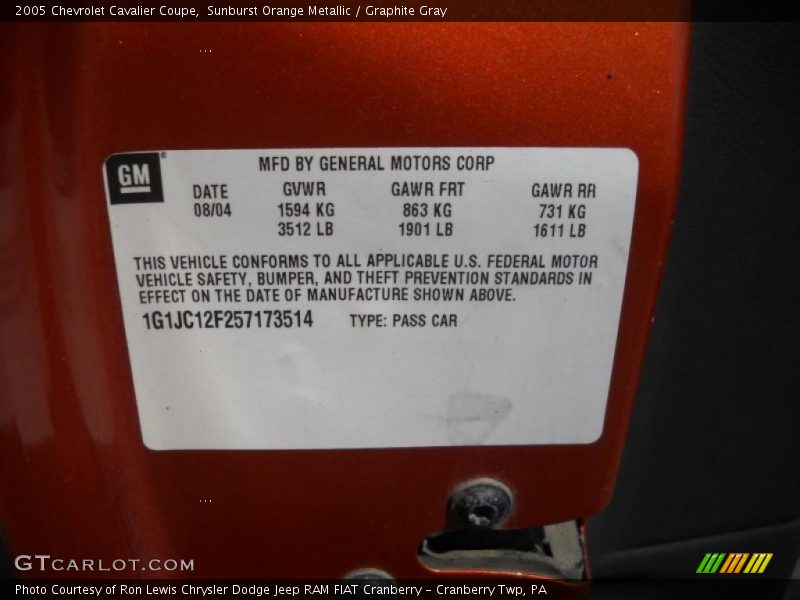 2005 Chevrolet Cavalier Coupe,  Sunburst Orange Metallic / Graphite Gray
GM
MFD BY GENERAL MOTORS CORP
DATE GVWR GAWR FRT GAWR RR
08/04 1594 KG 863 KG 731 KG
3512 LB 1901 LB 1611 LB
THIS VEHICLE CONFORMS TO ALL APPLICABLE U.S. FEDERAL MOTOR
VEHICLE SAFETY, BUMPER, AND THEFT PREVENTION STANDARDS IN
EFFECT ON THE DATE OF MANUFACTURE SHOWN ABOVE.
1G1JC12F257173514 TYPE: PASS CAR
GTCARLOT.COM
Photo Courtesy of Ron Lewis Chrysler Dodge Jeep RAM FIAT Cranberry - Cranberry Twp, PA